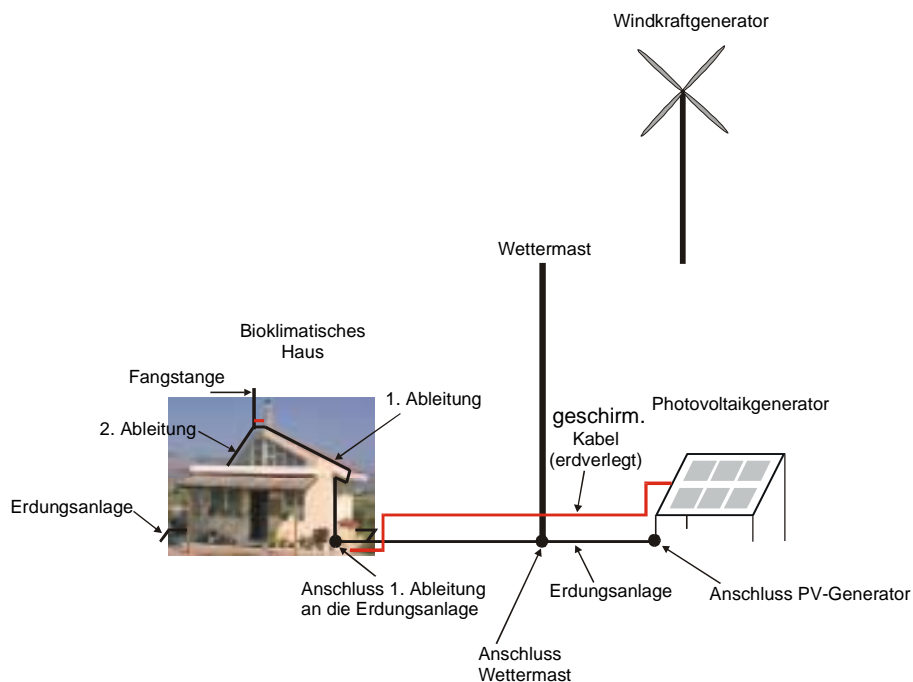 Windkraftgenerator
Wettermast
Bioklimatisches
Haus
Fangstange
1. Ableitung
2. Ableitung
geschirm.
Kabel
(erdverlegt)
Photovoltaikgenerator
Erdungsanlage
Anschluss 1. Ableitung
an die Erdungsanlage
Erdungsanlage
Anschluss PV-Generator
Anschluss
Wettermast